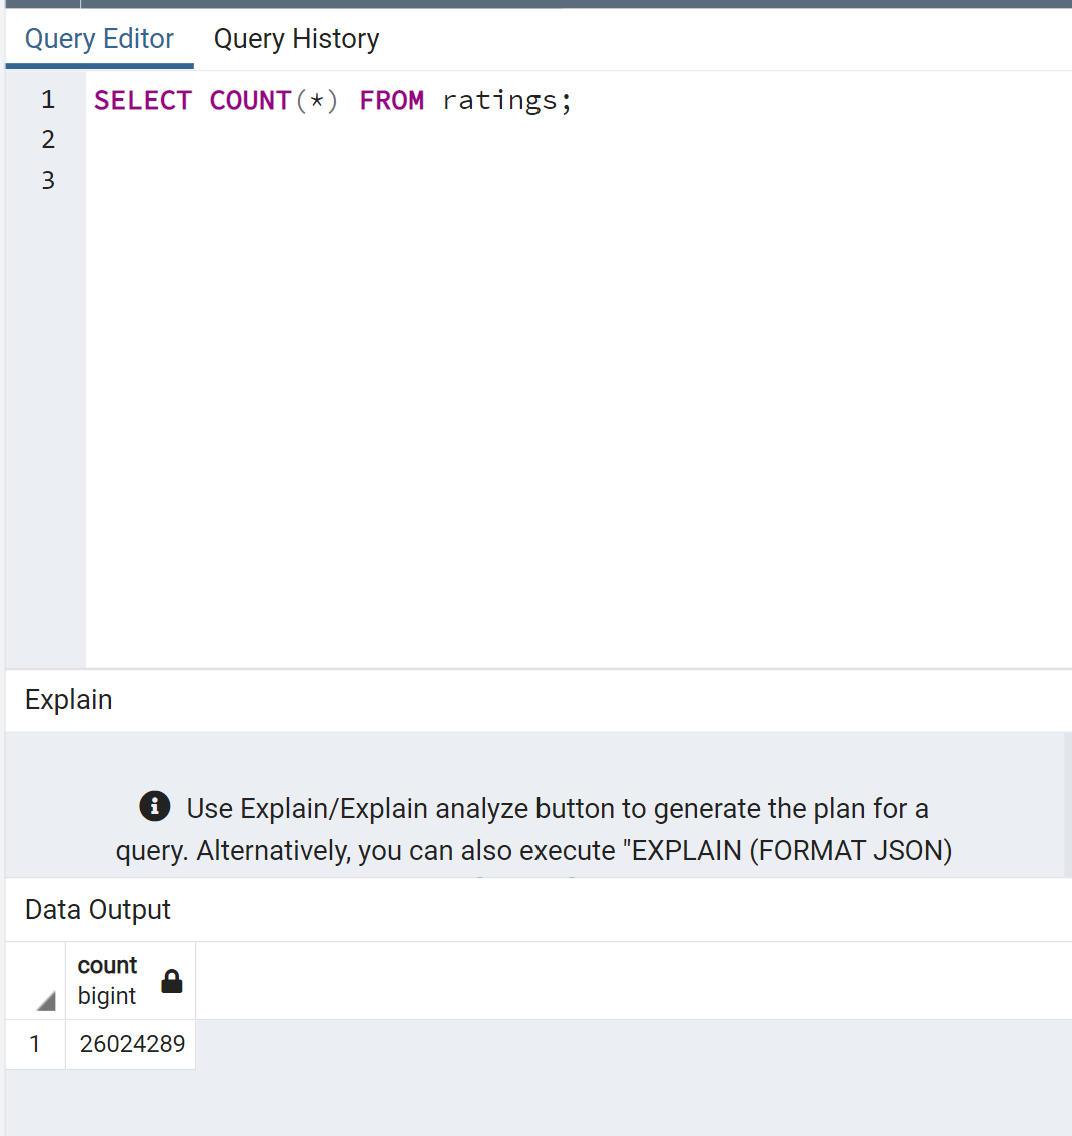 Query Editor Query History
1 SELECT COUNT(*) FROM ratings;
2
3
Explain
Use Explain/Explain analyze button to generate the plan for a
query. Alternatively, you can also execute "EXPLAIN (FORMAT JSON)
Data Output
count
bigint
1 26024289